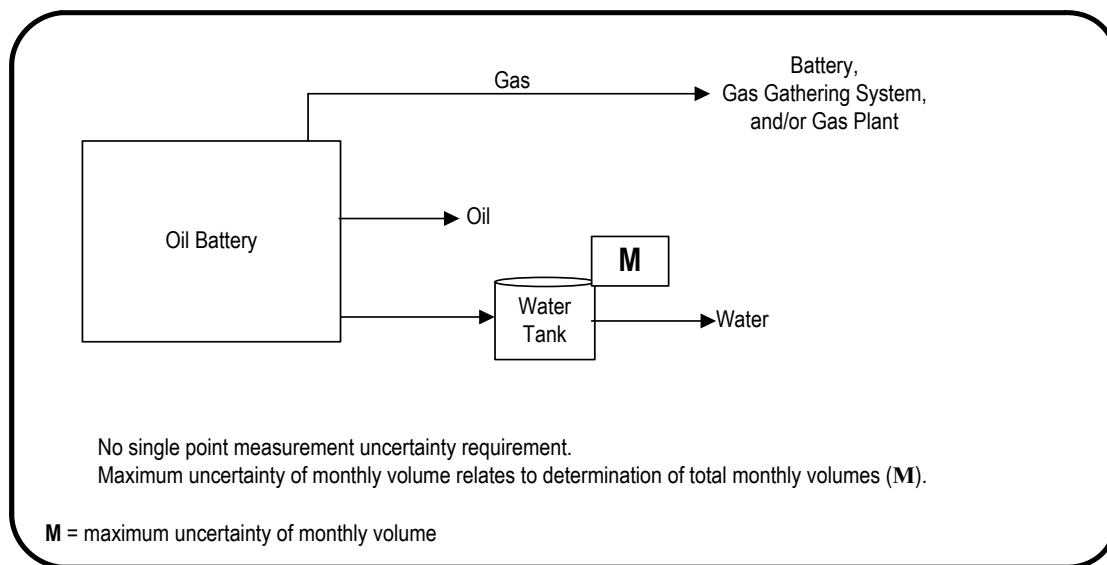 Gas
Battery,
Gas Gathering System,
and/or Gas Plant
Oil Battery
Oil
M
Water
Tank
Water
No single point measurement uncertainty requirement.
Maximum uncertainty of monthly volume relates to determination of total monthly volumes (M).
M = maximum uncertainty of monthly volume